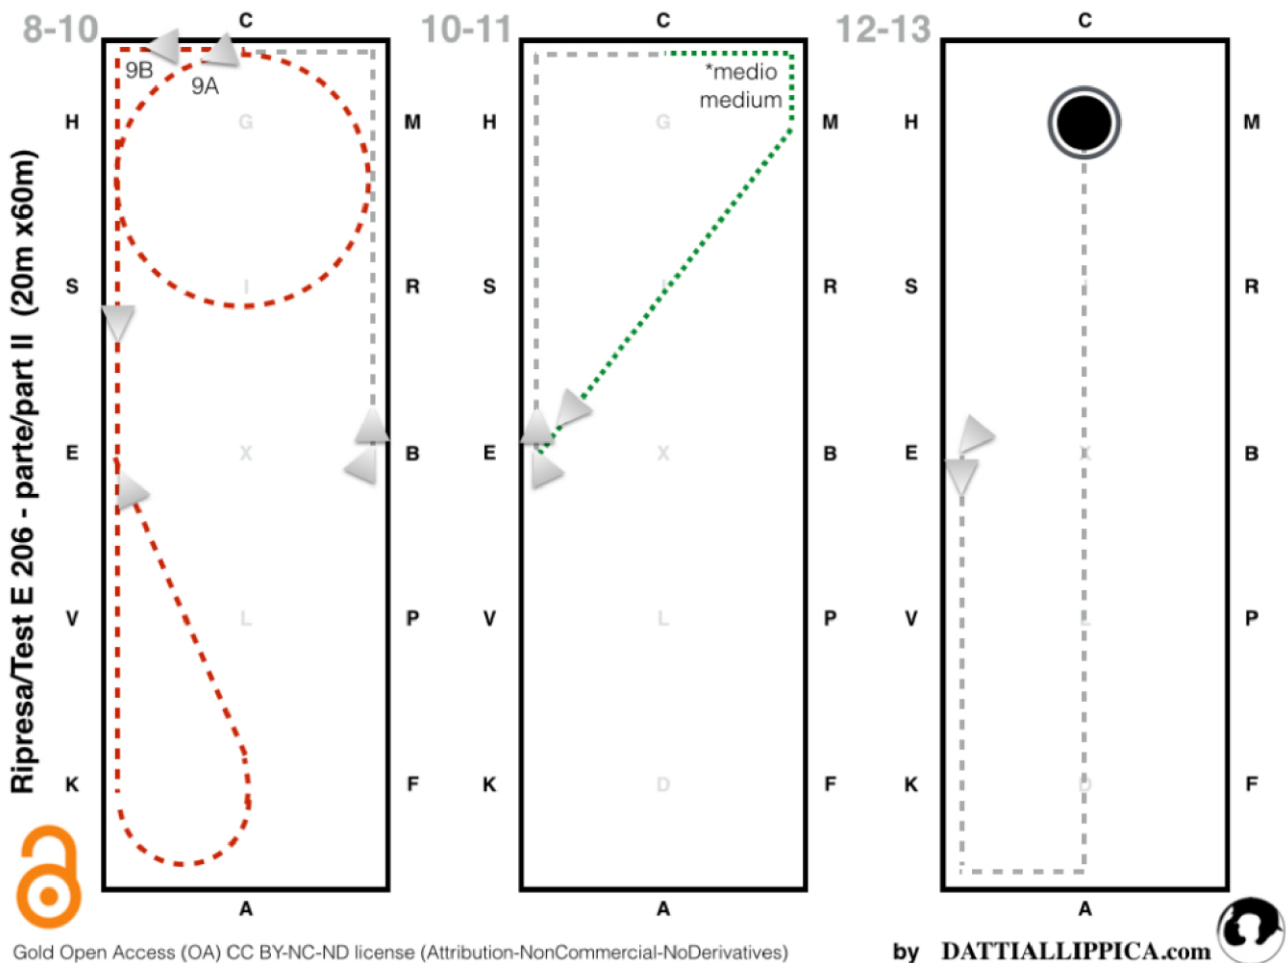 Ripresa/Test E 206 - parte/part II (20m x60m)
8-10
C
9B
9A
H
G
M
S
I
R
E
X
B
V
L
P
K
F
A
10-11
C
*medio
medium
H
G
M
S
I
R
E
X
B
V
L
P
K
D
F
A
12-13
C
H
M
S
R
E
X
B
V
L
P
K
D
F
A
Gold Open Access (OA) CC BY-NC-ND license (Attribution-NonCommercial-NoDerivatives)
by DATTIALLIPPICA.com